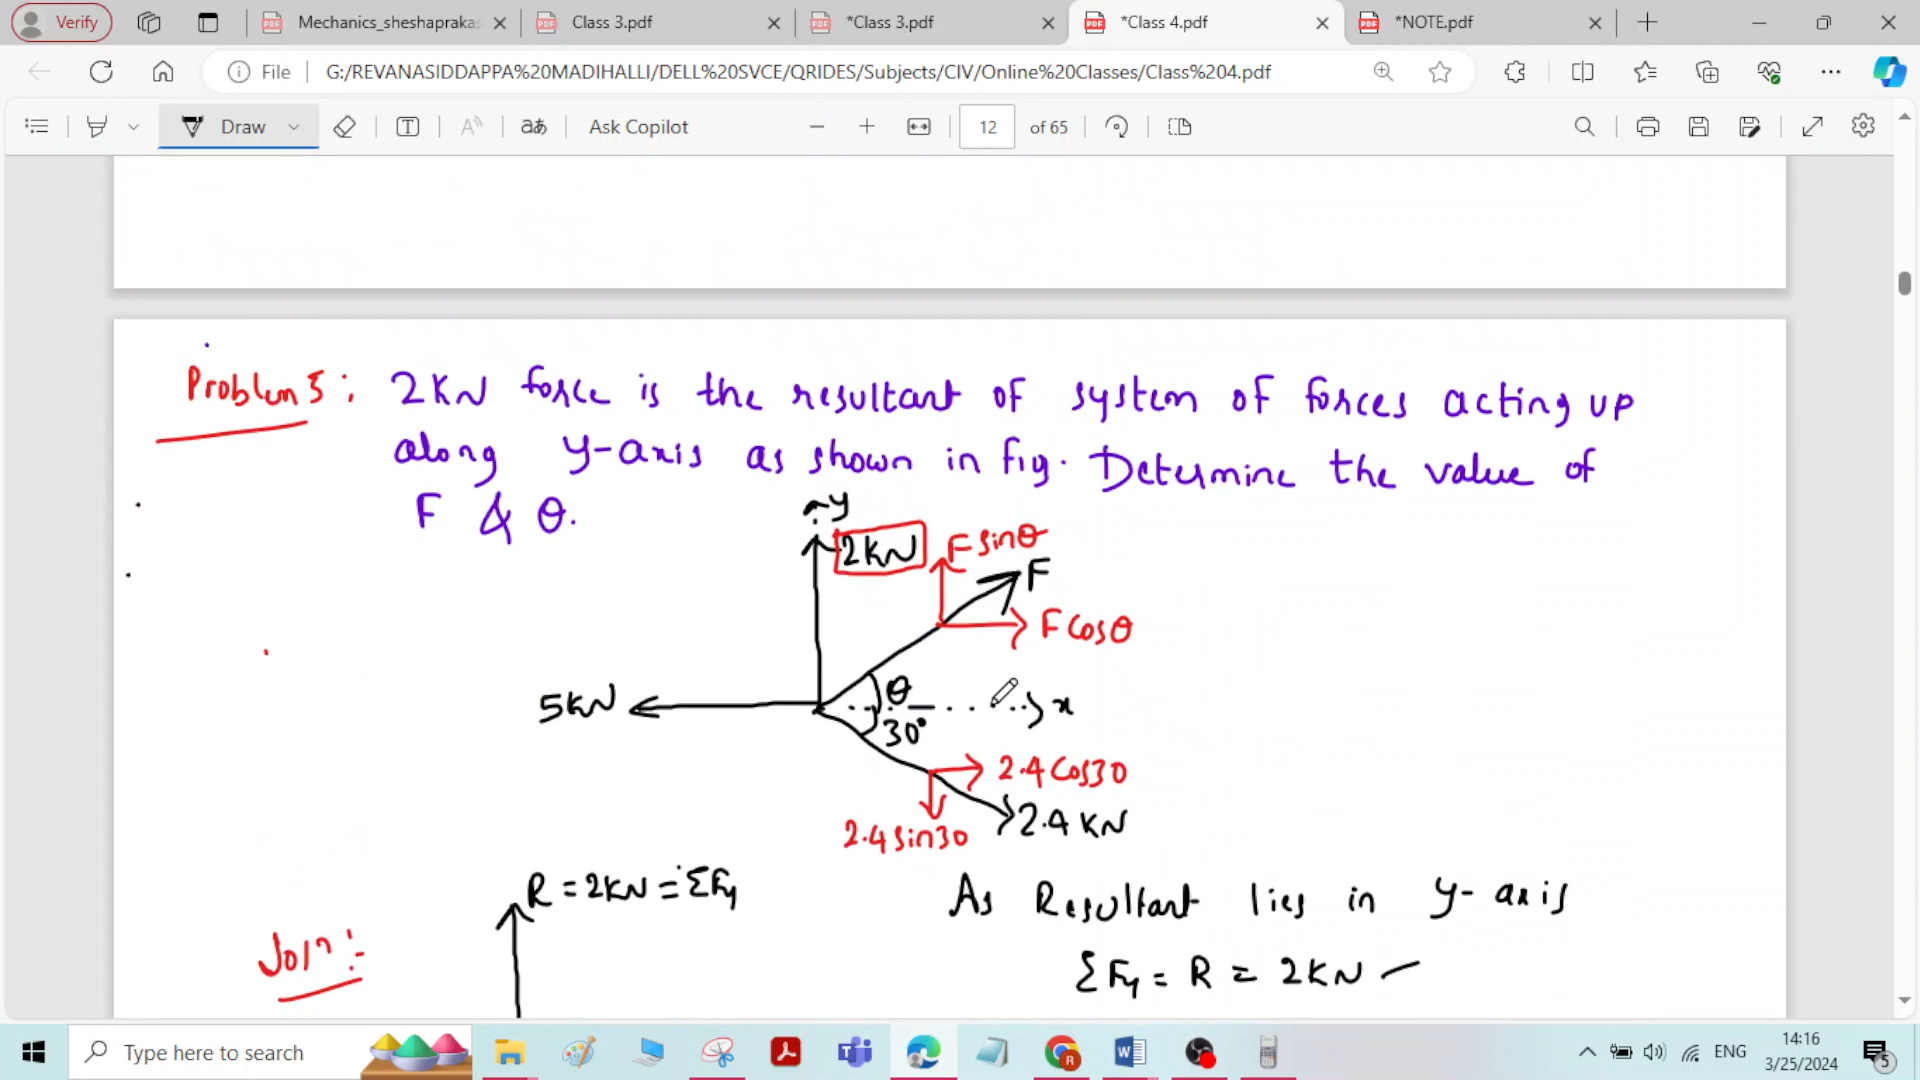 Verify
Mechanics_sheshapraka
Class 3.pdf
*Class 3.pdf
*Class 4.pdf
*NOTE.pdf
File
G:/REVANASIDDAPPA%20MADIHALLI/DELL%20SVCE/QRIDES/Subjects/CIV/Online%20Classes/Class%204.pdf
Draw
Ask Copilot
12 of 65
Problem 5:
2KN force is the resultant of system of forces acting up
along y-axis as shown in fig. Determine the value of
F & θ.
y
2KN
F sinθ
F
F cosθ
5KN
θ
x
30°
2.4 Cos30
2.4 KN
2.4 sin30
R = 2KN = ΣFy
As Resultant lies in y-axis
Soln:-
ΣFy = R = 2KN
Type here to search
ENG
14:16
3/25/2024
5